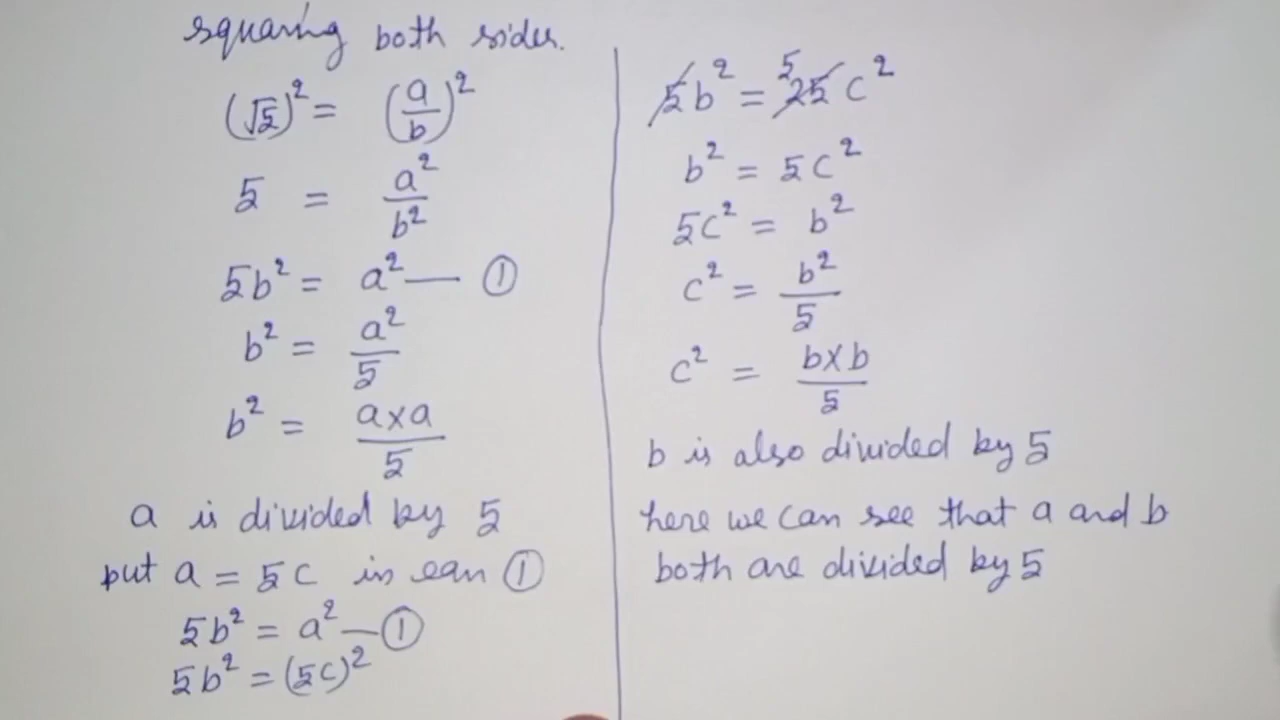 squaring both sides.
(√5)² = (a/b)²
5 = a²/b²
5b² = a² — ①
b² = a²/5
b² = a×a/5
a is divided by 5
put a = 5c in eqn ①
5b² = a² — ①
5b² = (5c)²
5b² = 5 25 c²
b² = 5c²
5c² = b²
c² = b²/5
c² = b×b/5
b is also divided by 5
here we can see that a and b
both are divided by 5